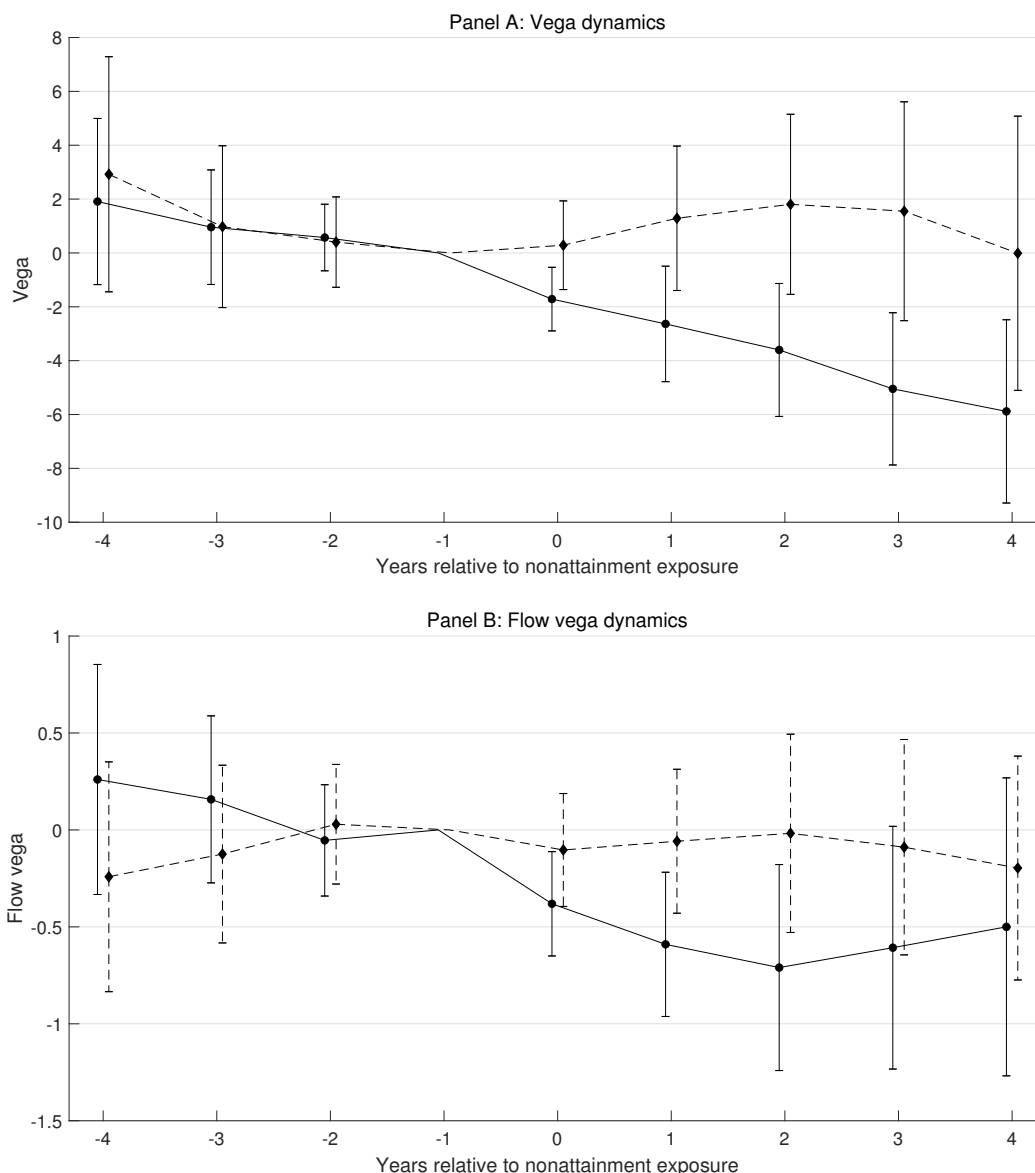 Panel A: Vega dynamics
8
6
4
2
0
-2
-4
-6
-8
-10
Vega
-4 -3 -2 -1 0 1 2 3 4
Years relative to nonattainment exposure
Panel B: Flow vega dynamics
1
0.5
0
-0.5
-1
-1.5
Flow vega
-4 -3 -2 -1 0 1 2 3 4
Years relative to nonattainment exposure